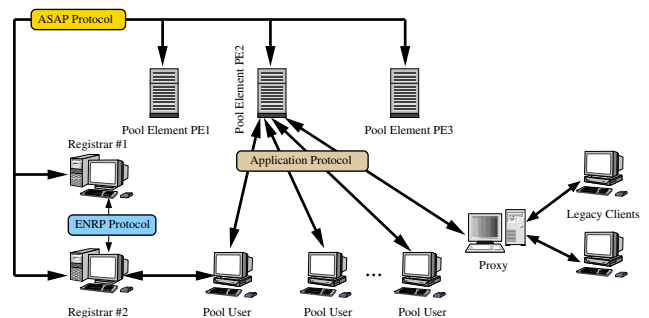 ASAP Protocol
Pool Element PE2
Pool Element PE1
Pool Element PE3
Registrar #1
Application Protocol
Legacy Clients
ENRP Protocol
Proxy
...
Registrar #2
Pool User
Pool User
Pool User